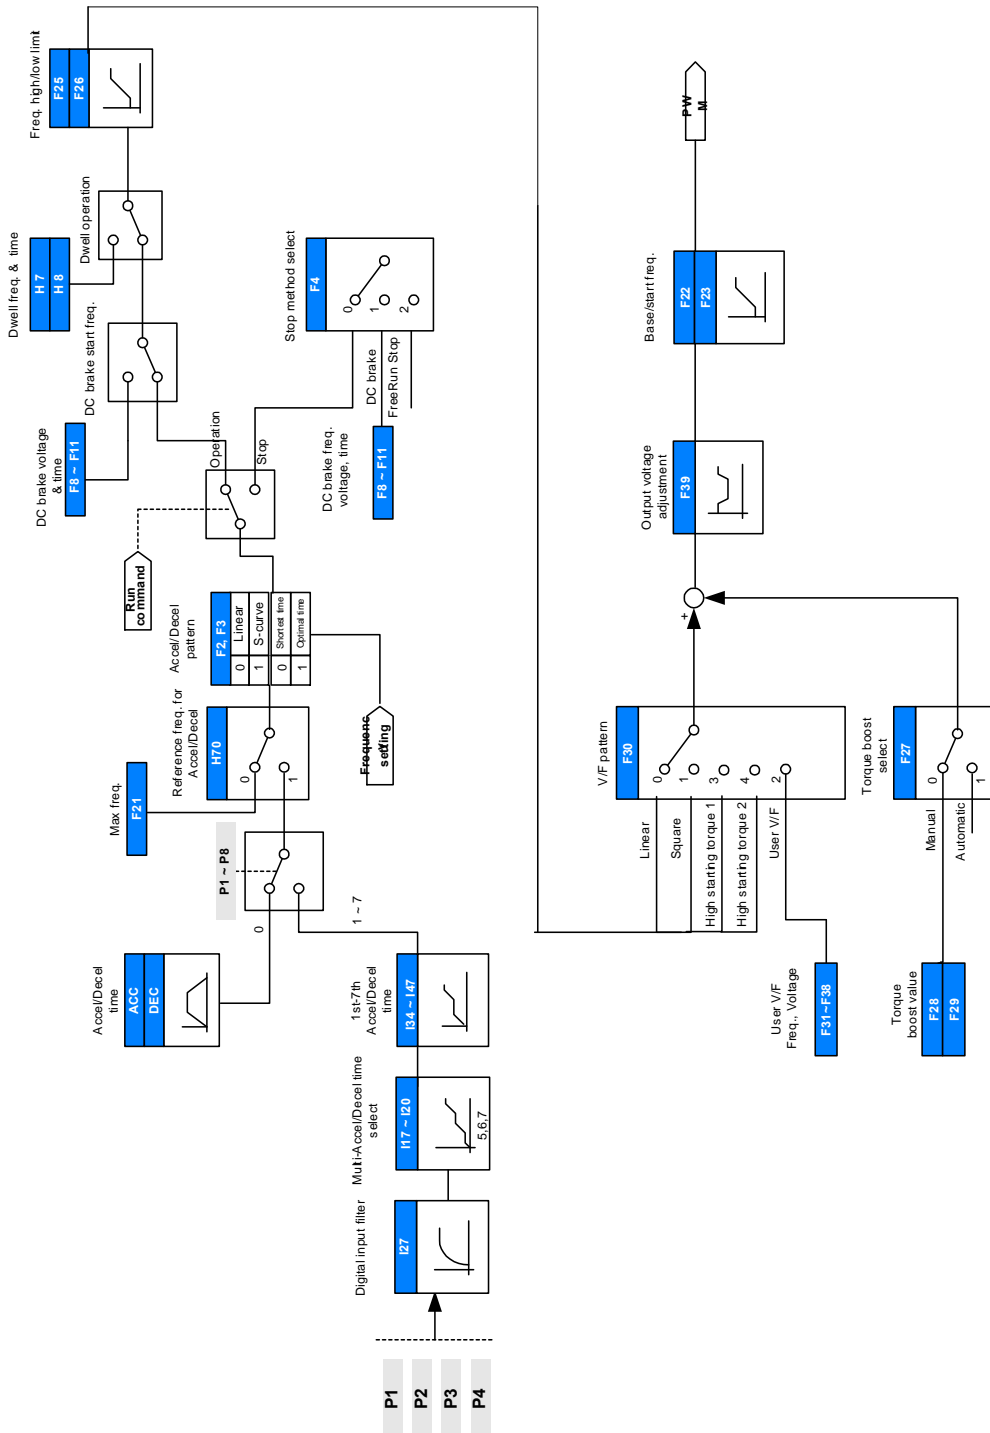 P1
P2
P3
P4
Digital input filter
I27
Multi-Accel/Decel time
select
I17 ~ I20
5,6,7
1st-7th
Accel/Decel
time
I34 ~ I47
Accel/Decel
time
ACC
DEC
0
1 ~ 7
P1 ~ P8
Max freq.
F21
Reference freq. for
Accel/Decel
H70
0
1
Accel/Decel
pattern
F2, F3
0 Linear
1 S-curve
0 Shortest time
1 Optimal time
Frequenc
setting
Run
command
Operation
Stop
DC brake voltage
& time
F8 ~ F11
DC brake start freq.
Dwell freq. & time
H 7
H 8
Dwell operation
Freq. high/low limit
F25
F26
Stop method select
F4
0
1
2
DC brake
FreeRun Stop
DC brake freq.
voltage, time
F8 ~ F11
User V/F
Freq., Voltage
F31~F38
Linear
Square
High starting torque 1
High starting torque 2
User V/F
V/F pattern
F30
0
1
3
4
2
Torque
boost value
F28
F29
Manual
Automatic
Torque boost
select
F27
0
1
+
Output voltage
adjustment
F39
Base/start freq.
F22
F23
PW
M